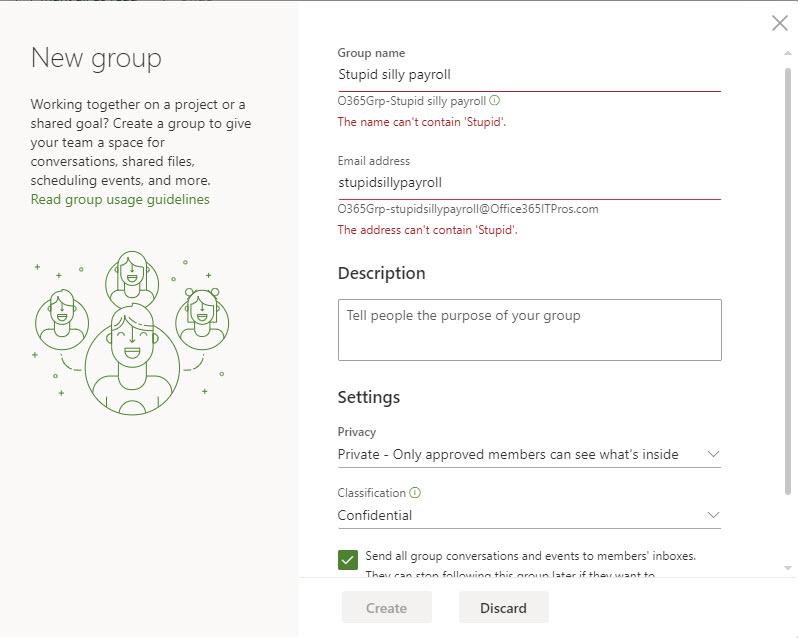 New group
Working together on a project or a
shared goal? Create a group to give
your team a space for
conversations, shared files,
scheduling events, and more.
Read group usage guidelines
Group name
Stupid silly payroll
O365Grp-Stupid silly payroll
The name can't contain 'Stupid'.
Email address
stupidsillypayroll
O365Grp-stupidsillypayroll@Office365ITPros.com
The address can't contain 'Stupid'.
Description
Tell people the purpose of your group
Settings
Privacy
Private - Only approved members can see what's inside
Classification
Confidential
Send all group conversations and events to members' inboxes.
They can stop following this group later if they want to
Create
Discard